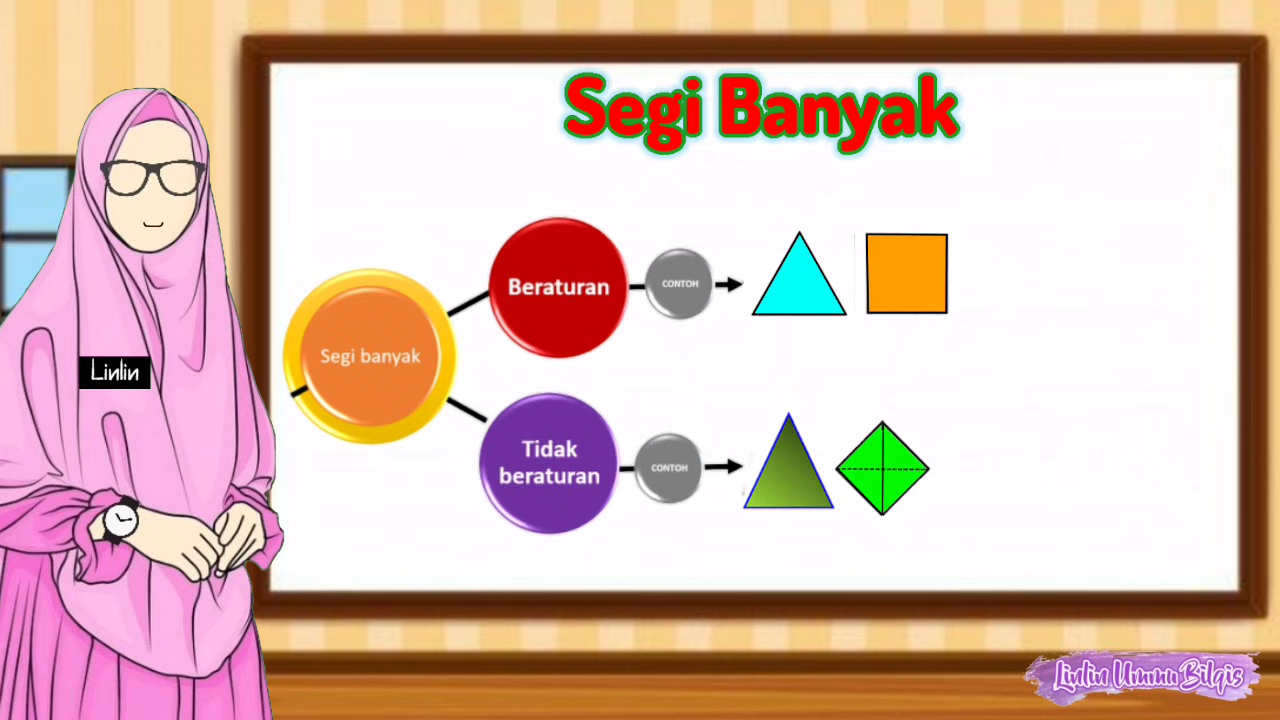 Segi Banyak
Segi banyak
Beraturan
CONTOH
Tidak
beraturan
CONTOH
Linlin
Linlin Ummu Bilqis